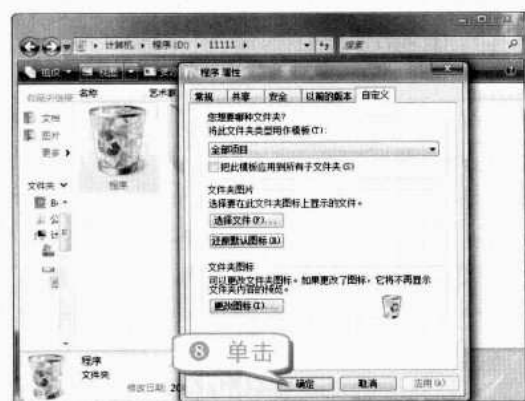 计算机 ▸ 程序 (D:) ▸ 11111 ▸
搜索
组织
名称
艺术家
文档
图片
更多
文件夹
程序
程序 属性
常规 共享 安全 以前的版本 自定义
您想要哪种文件夹?
将此文件夹类型用作模板(T):
全部项目
把此模板应用到所有子文件夹(S)
文件夹图片
选择要在此文件夹图标上显示的文件。
选择文件(F)...
还原默认图标(R)
文件夹图标
可以更改文件夹图标。如果更改了图标，它将不再显示
文件夹内容的预览。
更改图标(I)...
8 单击
确定 取消 应用(A)
程序
文件夹
修改日期: 20